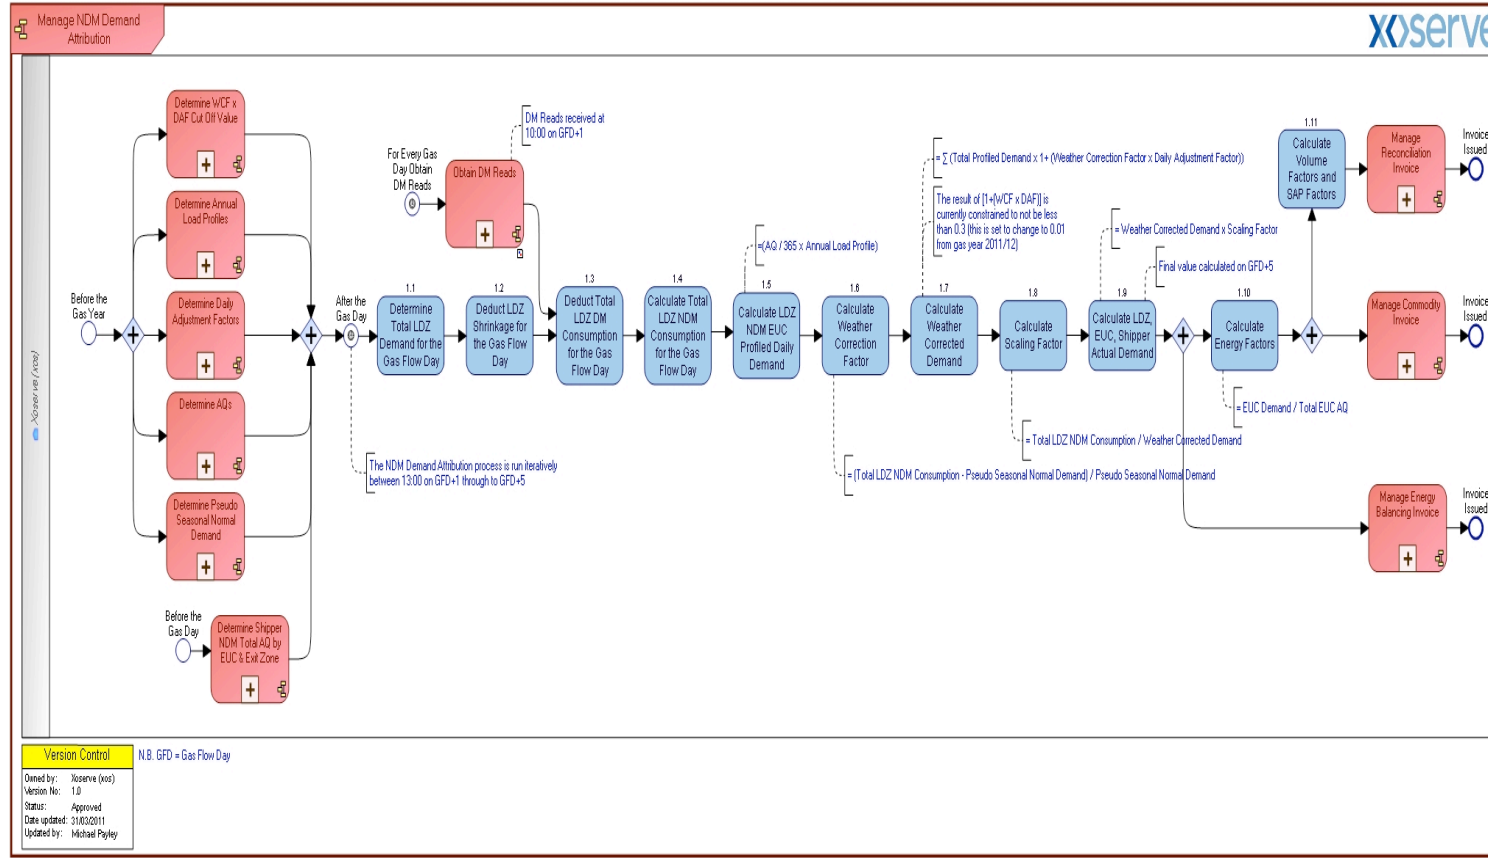 Manage NDM Demand
Attribution
xoserve
Xoserve (xos)
Before the
Gas Year
Determine WCF x
DAF Cut Off Value
Determine Annual
Load Profiles
Determine Daily
Adjustment Factors
Determine AQs
Determine Pseudo
Seasonal Normal
Demand
Before the
Gas Day
Determine Shipper
NDM Total AQ by
EUC & Exit Zone
After the
Gas Day
The NDM Demand Attribution process is run iteratively
between 13:00 on GFD+1 through to GFD+5
For Every Gas
Day Obtain
DM Reads
Obtain DM Reads
DM Reads received at
10:00 on GFD+1
1.1
Determine
Total LDZ
Demand for the
Gas Flow Day
1.2
Deduct LDZ
Shrinkage for
the Gas Flow
Day
1.3
Deduct Total
LDZ DM
Consumption
for the Gas
Flow Day
1.4
Calculate Total
LDZ NDM
Consumption
for the Gas
Flow Day
=(AQ / 365 x Annual Load Profile)
1.5
Calculate LDZ
NDM EUC
Profiled Daily
Demand
1.6
Calculate
Weather
Correction
Factor
= (Total LDZ NDM Consumption - Pseudo Seasonal Normal Demand) / Pseudo Seasonal Normal Demand
= ∑ (Total Profiled Demand x 1+ (Weather Correction Factor x Daily Adjustment Factor))
The result of [1+(WCF x DAF)] is
currently constrained to not be less
than 0.3 (this is set to change to 0.01
from gas year 2011/12)
1.7
Calculate
Weather
Corrected
Demand
1.8
Calculate
Scaling Factor
= Total LDZ NDM Consumption / Weather Corrected Demand
= Weather Corrected Demand x Scaling Factor
Final value calculated on GFD+5
1.9
Calculate LDZ,
EUC, Shipper
Actual Demand
1.10
Calculate
Energy Factors
= EUC Demand / Total EUC AQ
1.11
Calculate
Volume
Factors and
SAP Factors
Manage
Reconciliation
Invoice
Invoice
Issued
Manage Commodity
Invoice
Invoice
Issued
Manage Energy
Balancing Invoice
Invoice
Issued
Version Control
Owned by: Xoserve (xos)
Version No: 1.0
Status: Approved
Date updated: 31/03/2011
Updated by: Michael Payley
N.B. GFD = Gas Flow Day